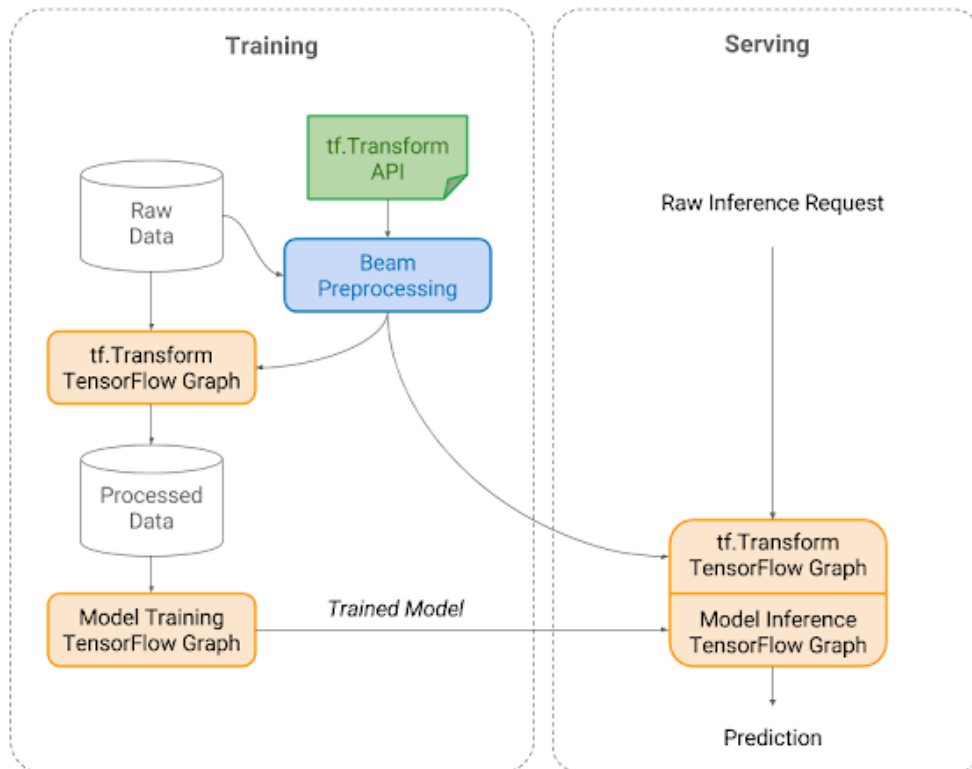 Training
Serving
tf.Transform
API
Raw
Data
Raw Inference Request
Beam
Preprocessing
tf.Transform
TensorFlow Graph
Processed
Data
tf.Transform
TensorFlow Graph
Model Training
TensorFlow Graph
Trained Model
Model Inference
TensorFlow Graph
Prediction